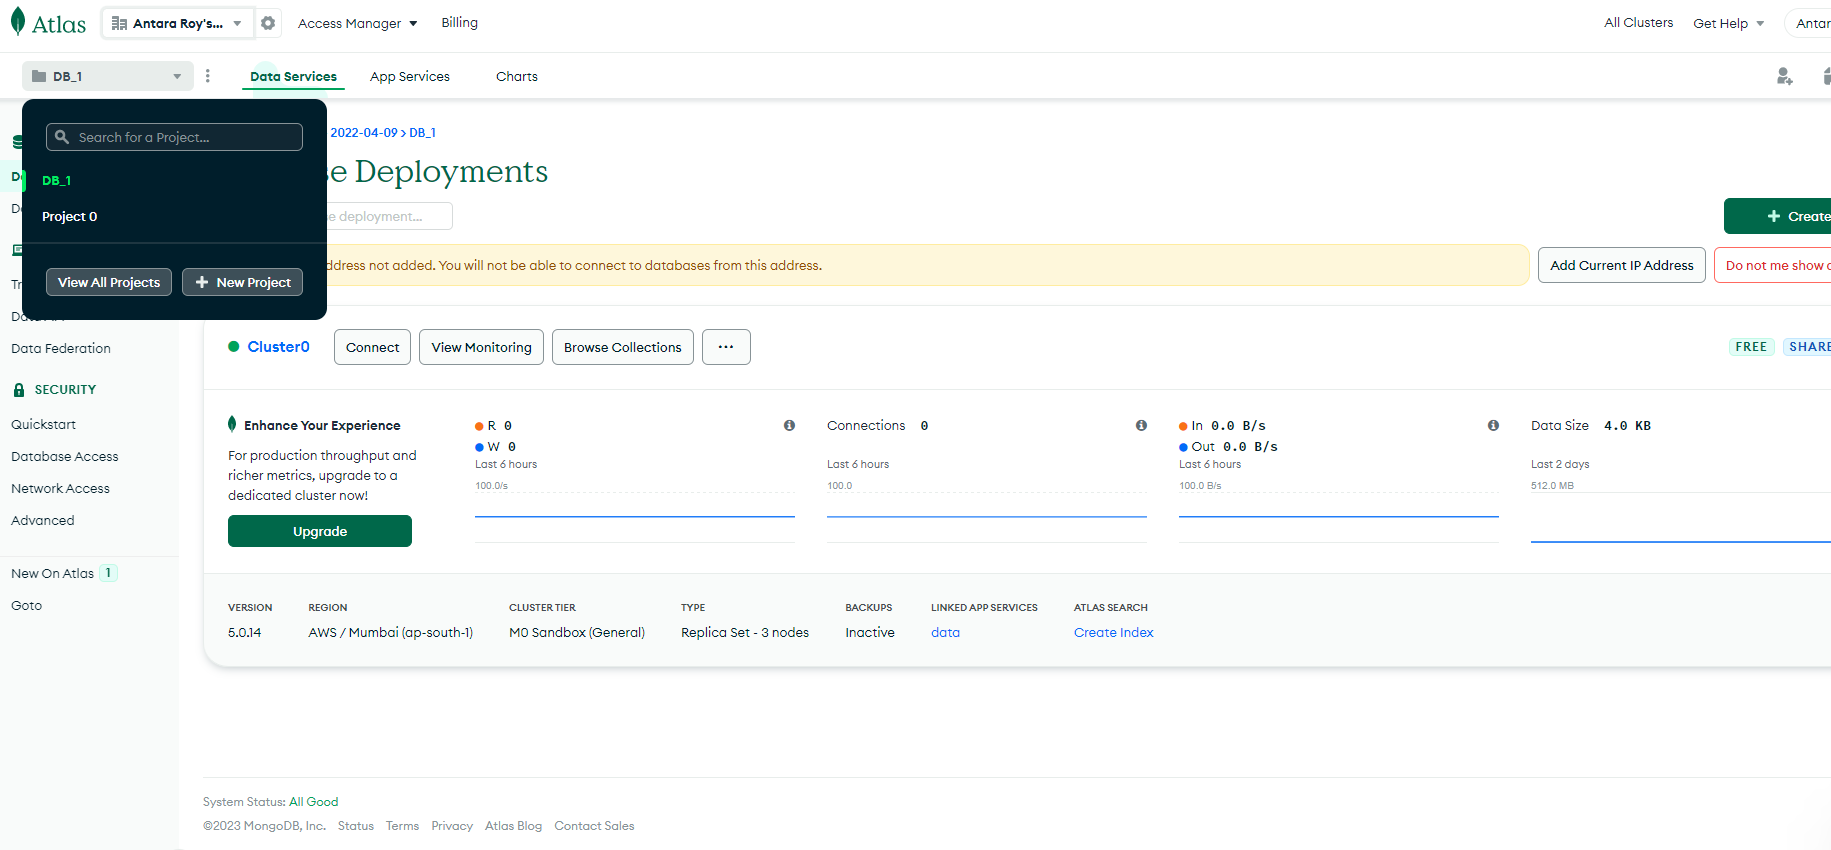 Atlas
Antara Roy's...
Access Manager
Billing
All Clusters
Get Help
Antar
DB_1
Data Services
App Services
Charts
Search for a Project...
DB_1
Project 0
View All Projects
+ New Project
2022-04-09 > DB_1
se Deployments
se deployment...
+ Create
ddress not added. You will not be able to connect to databases from this address.
Add Current IP Address
Do not me show
Data Federation
SECURITY
Quickstart
Database Access
Network Access
Advanced
New On Atlas 1
Goto
Cluster0
Connect
View Monitoring
Browse Collections
...
FREE
SHARE
Enhance Your Experience
For production throughput and
richer metrics, upgrade to a
dedicated cluster now!
Upgrade
R 0
W 0
Last 6 hours
100.0/s
Connections 0
Last 6 hours
100.0
In 0.0 B/s
Out 0.0 B/s
Last 6 hours
100.0 B/s
Data Size 4.0 KB
Last 2 days
512.0 MB
VERSION
5.0.14
REGION
AWS / Mumbai (ap-south-1)
CLUSTER TIER
M0 Sandbox (General)
TYPE
Replica Set - 3 nodes
BACKUPS
Inactive
LINKED APP SERVICES
data
ATLAS SEARCH
Create Index
System Status: All Good
©2023 MongoDB, Inc. Status Terms Privacy Atlas Blog Contact Sales